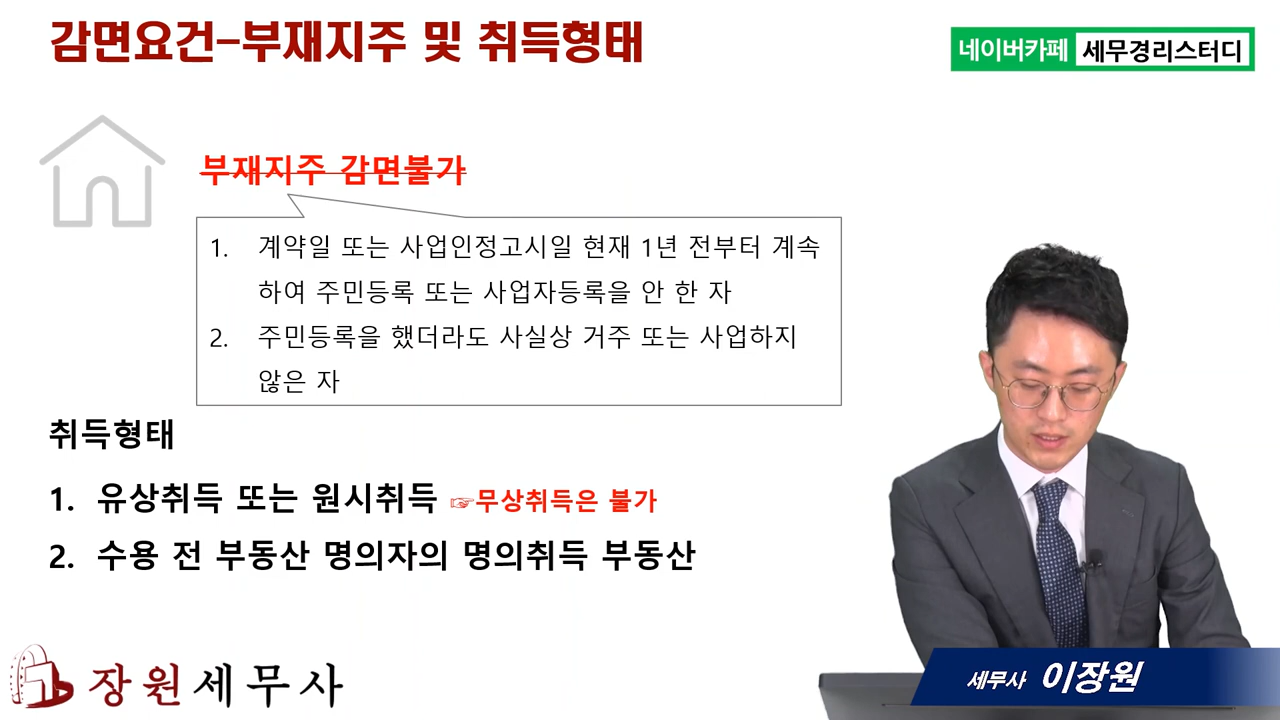 감면요건-부재지주 및 취득형태
네이버카페 세무경리스터디
부재지주 감면불가
1. 계약일 또는 사업인정고시일 현재 1년 전부터 계속
하여 주민등록 또는 사업자등록을 안 한 자
2. 주민등록을 했더라도 사실상 거주 또는 사업하지
않은 자
취득형태
1. 유상취득 또는 원시취득 ☞무상취득은 불가
2. 수용 전 부동산 명의자의 명의취득 부동산
장원세무사
세무사 이장원